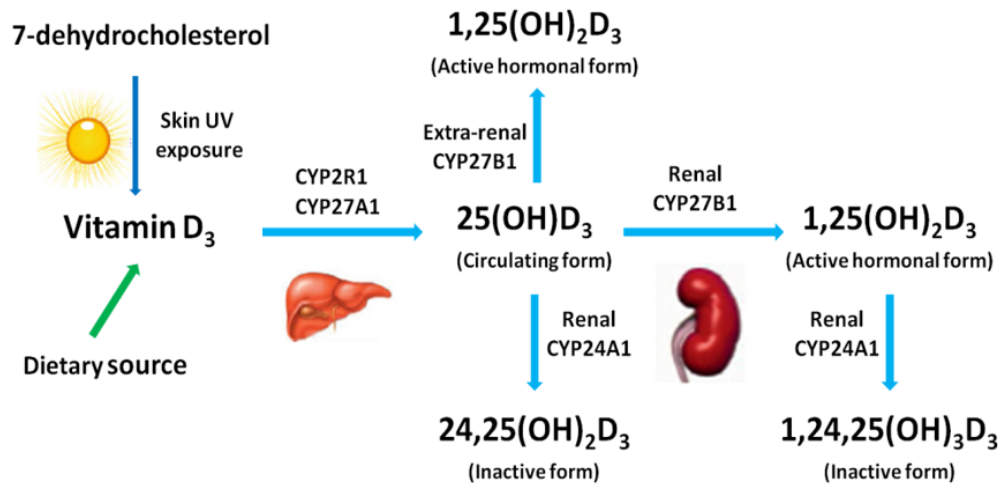 7-dehydrocholesterol
Skin UV
exposure
Vitamin D₃
Dietary source
CYP2R1
CYP27A1
1,25(OH)₂D₃
(Active hormonal form)
Extra-renal
CYP27B1
25(OH)D₃
(Circulating form)
Renal
CYP24A1
24,25(OH)₂D₃
(Inactive form)
Renal
CYP27B1
1,25(OH)₂D₃
(Active hormonal form)
Renal
CYP24A1
1,24,25(OH)₃D₃
(Inactive form)